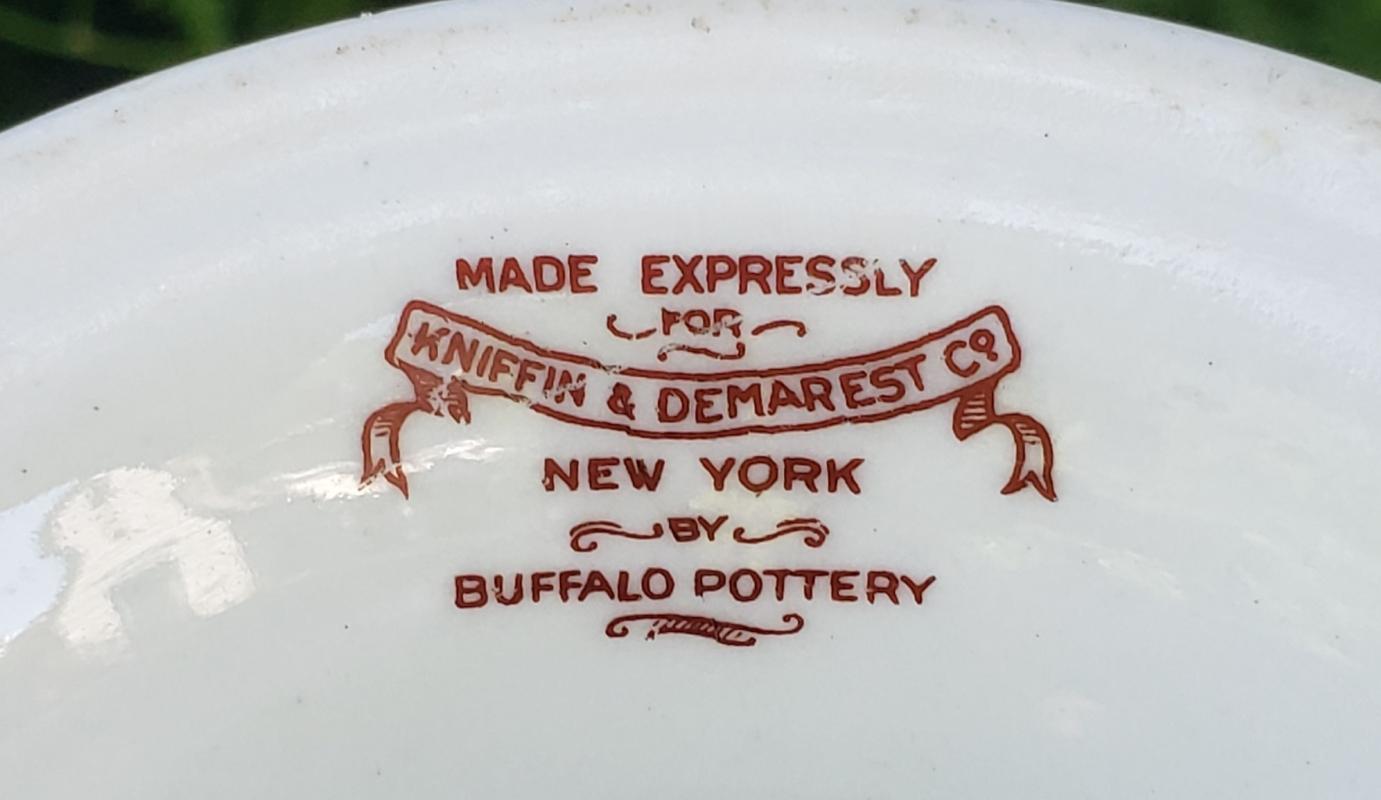 MADE EXPRESSLY
FOR
KNIFFIN & DEMAREST Co
NEW YORK
BY
BUFFALO POTTERY